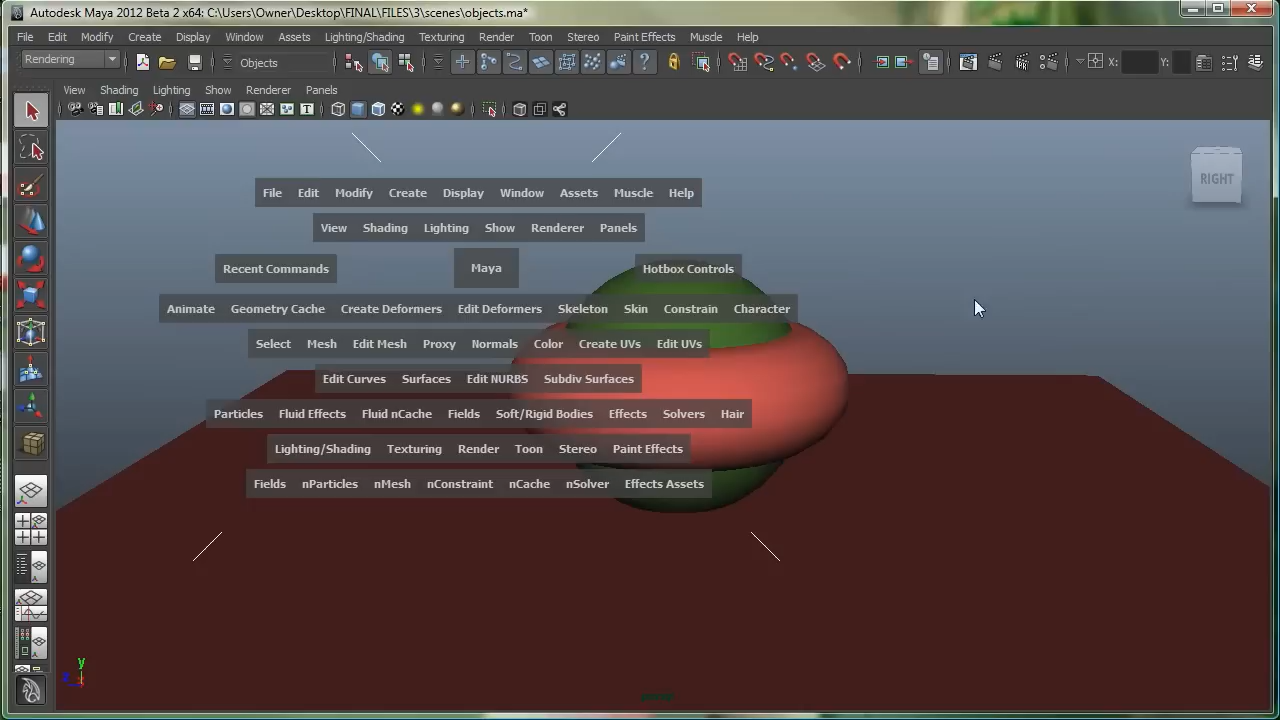 Autodesk Maya 2012 Beta 2 x64: C:\Users\Owner\Desktop\FINAL\FILES\3\scenes\objects.ma*
File Edit Modify Create Display Window Assets Lighting/Shading Texturing Render Toon Stereo Paint Effects Muscle Help
Rendering Objects X: Y:
View Shading Lighting Show Renderer Panels
RIGHT
File Edit Modify Create Display Window Assets Muscle Help
View Shading Lighting Show Renderer Panels
Recent Commands Maya Hotbox Controls
Animate Geometry Cache Create Deformers Edit Deformers Skeleton Skin Constrain Character
Select Mesh Edit Mesh Proxy Normals Color Create UVs Edit UVs
Edit Curves Surfaces Edit NURBS Subdiv Surfaces
Particles Fluid Effects Fluid nCache Fields Soft/Rigid Bodies Effects Solvers Hair
Lighting/Shading Texturing Render Toon Stereo Paint Effects
Fields nParticles nMesh nConstraint nCache nSolver Effects Assets
y